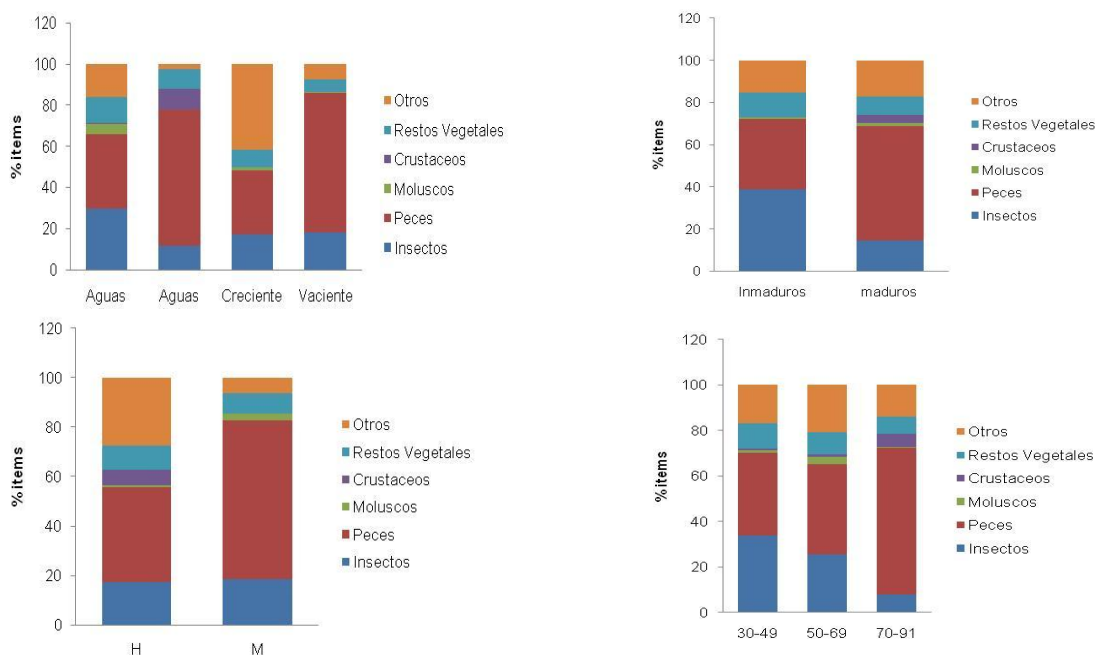 120
100
80
60
40
20
0
%items
Aguas Aguas Creciente Vaciente
Otros
Restos Vegetales
Crustaceos
Moluscos
Peces
Insectos
120
100
80
60
40
20
0
%items
Inmaduros maduros
Otros
Restos Vegetales
Crustaceos
Moluscos
Peces
Insectos
120
100
80
60
40
20
0
%items
H M
Otros
Restos Vegetales
Crustaceos
Moluscos
Peces
Insectos
120
100
80
60
40
20
0
%items
30-49 50-69 70-91
Otros
Restos Vegetales
Crustaceos
Moluscos
Peces
Insectos